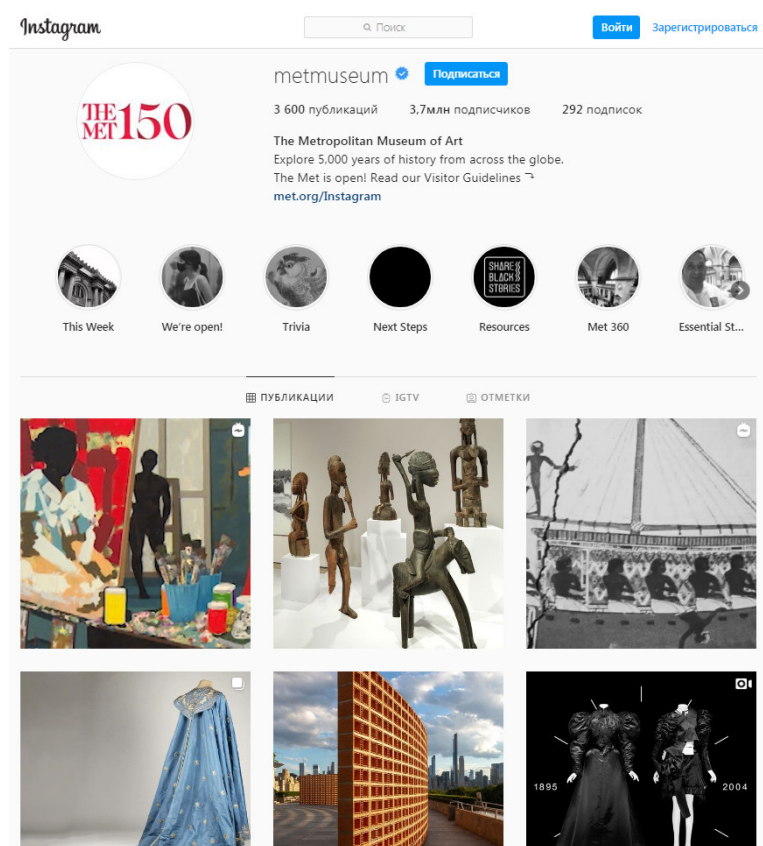 Instagram
Поиск
Войти Зарегистрироваться
metmuseum Подписаться
3 600 публикаций 3,7млн подписчиков 292 подписок
The Metropolitan Museum of Art
Explore 5,000 years of history from across the globe.
The Met is open! Read our Visitor Guidelines ⤵
met.org/Instagram
THE
MET 150
SHARE
BLACK
STORIES
This Week We're open! Trivia Next Steps Resources Met 360 Essential St...
ПУБЛИКАЦИИ IGTV ОТМЕТКИ
1895 2004